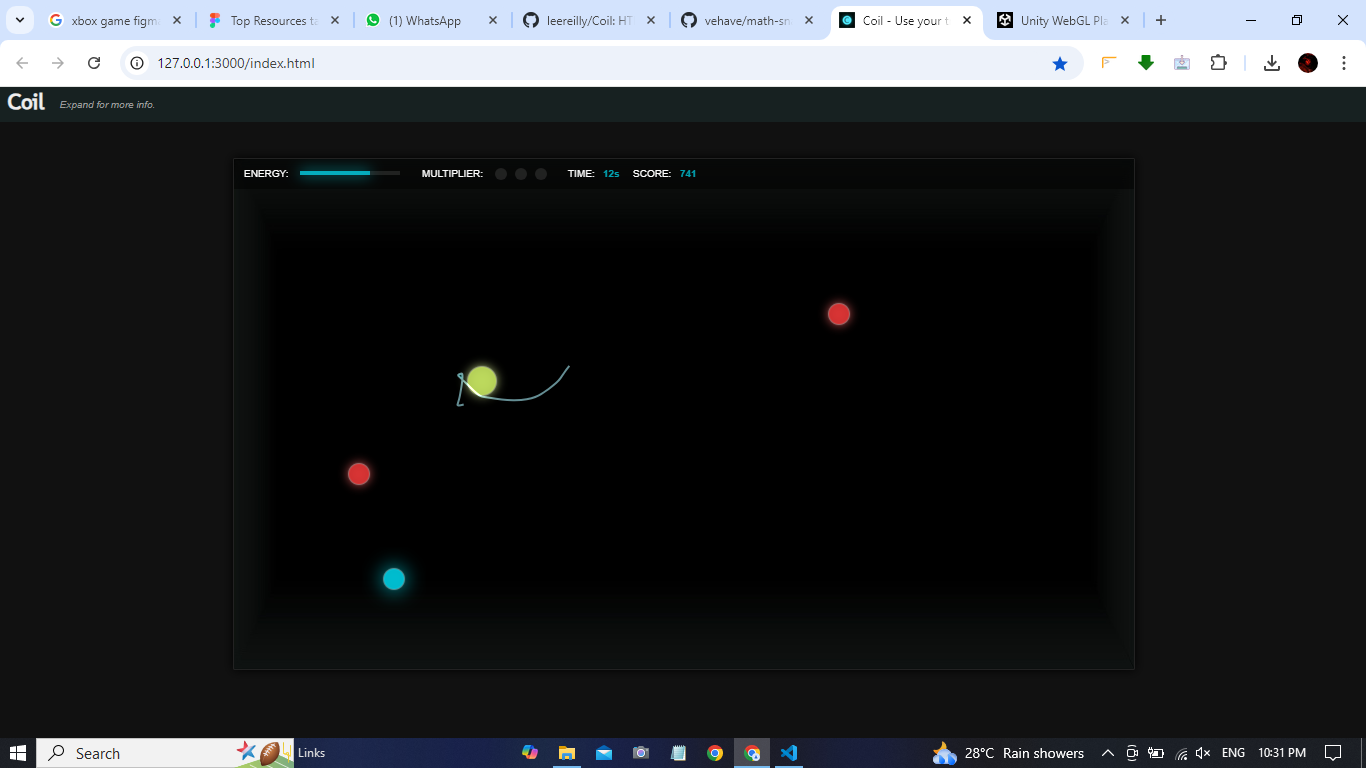 xbox game figma
Top Resources ta
(1) WhatsApp
leereilly/Coil: HT
vehave/math-sn
Coil - Use your t
Unity WebGL Pla
127.0.0.1:3000/index.html
Coil
Expand for more info.
ENERGY:
MULTIPLIER:
TIME: 12s
SCORE: 741
Search
Links
28°C Rain showers
ENG
10:31 PM